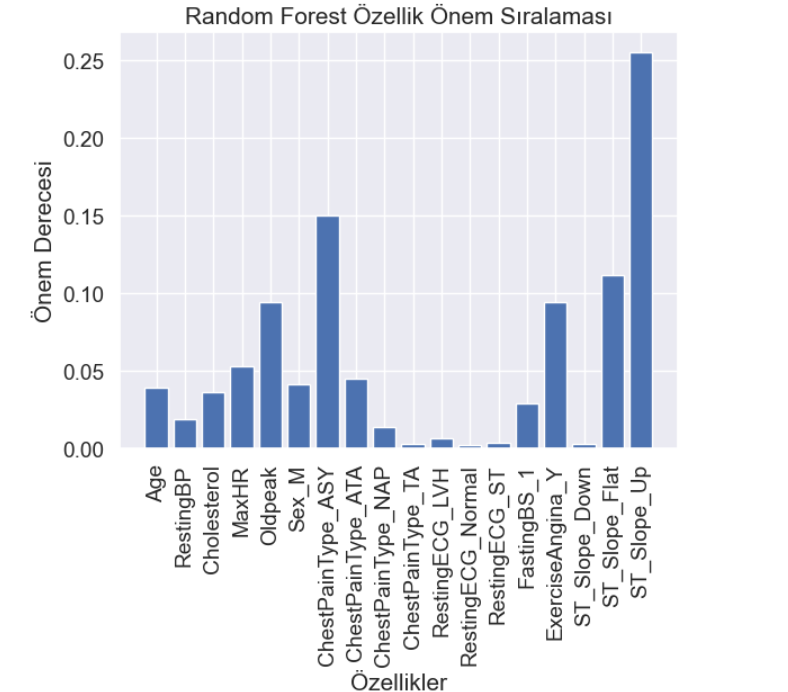 Random Forest Özellik Önem Sıralaması
0.25
0.20
0.15
0.10
0.05
0.00
Önem Derecesi
Age
RestingBP
Cholesterol
MaxHR
Oldpeak
Sex_M
ChestPainType_ASY
ChestPainType_ATA
ChestPainType_NAP
ChestPainType_TA
RestingECG_LVH
RestingECG_Normal
RestingECG_ST
FastingBS_1
ExerciseAngina_Y
ST_Slope_Down
ST_Slope_Flat
ST_Slope_Up
Özellikler